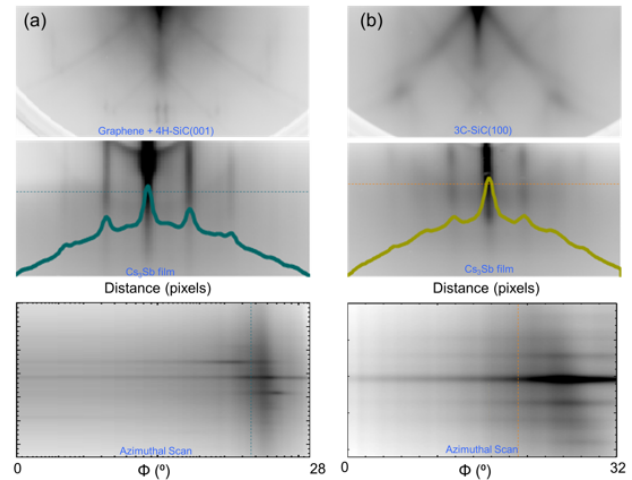 (a)
(b)
Graphene + 4H-SiC(001)
3C-SiC(100)
Cs₃Sb film
Cs₃Sb film
Distance (pixels)
Distance (pixels)
Azimuthal Scan
Azimuthal Scan
0
28
0
32
Φ (º)
Φ (º)